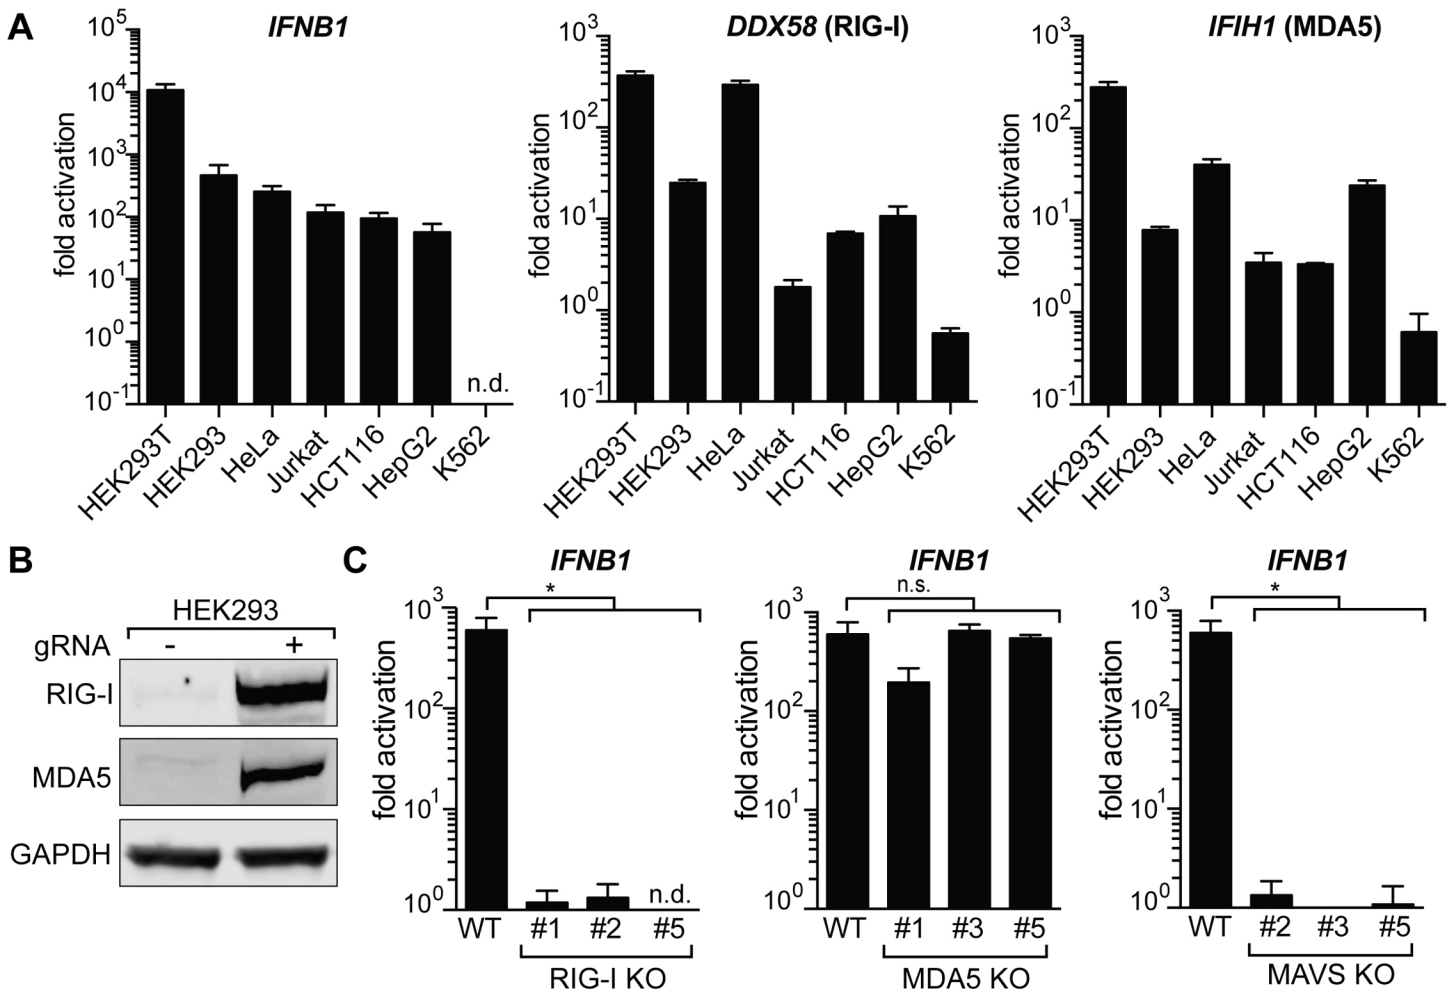 A
IFNB1
fold activation
10^5
10^4
10^3
10^2
10^1
10^0
10^-1
n.d.
HEK293T
HEK293
HeLa
Jurkat
HCT116
HepG2
K562
DDX58 (RIG-I)
fold activation
10^3
10^2
10^1
10^0
10^-1
HEK293T
HEK293
HeLa
Jurkat
HCT116
HepG2
K562
IFIH1 (MDA5)
fold activation
10^3
10^2
10^1
10^0
10^-1
HEK293T
HEK293
HeLa
Jurkat
HCT116
HepG2
K562
B
HEK293
gRNA - +
RIG-I
MDA5
GAPDH
C
IFNB1
*
fold activation
10^3
10^2
10^1
10^0
n.d.
WT #1 #2 #5
RIG-I KO
IFNB1
n.s.
fold activation
10^3
10^2
10^1
10^0
WT #1 #3 #5
MDA5 KO
IFNB1
*
fold activation
10^3
10^2
10^1
10^0
WT #2 #3 #5
MAVS KO